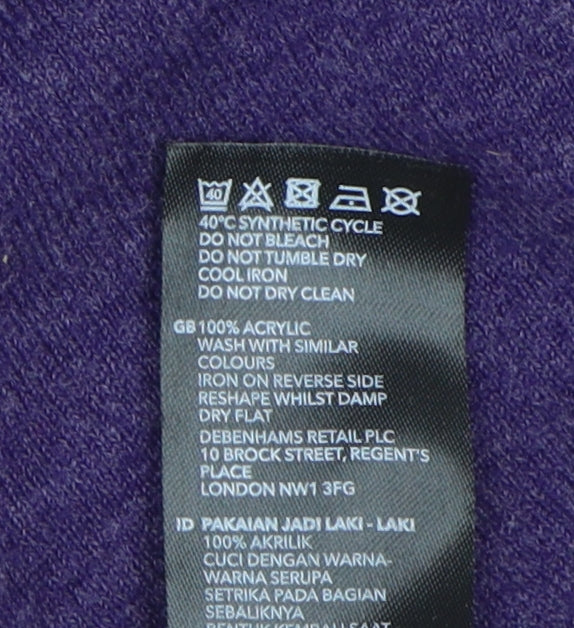 40
40°C SYNTHETIC CYCLE
DO NOT BLEACH
DO NOT TUMBLE DRY
COOL IRON
DO NOT DRY CLEAN
GB 100% ACRYLIC
WASH WITH SIMILAR
COLOURS
IRON ON REVERSE SIDE
RESHAPE WHILST DAMP
DRY FLAT
DEBENHAMS RETAIL PLC
10 BROCK STREET, REGENT'S
PLACE
LONDON NW1 3FG
ID PAKAIAN JADI LAKI - LAKI
100% AKRILIK
CUCI DENGAN WARNA-
WARNA SERUPA
SETRIKA PADA BAGIAN
SEBALIKNYA
BENTUK KEMBALI SAAT